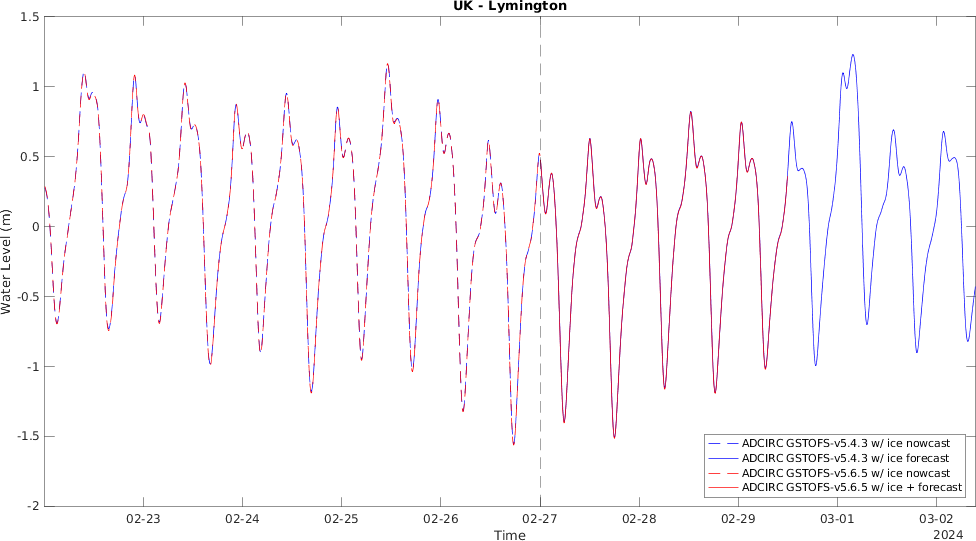 UK - Lymington
1.5
1
0.5
0
-0.5
-1
-1.5
-2
Water Level (m)
02-23
02-24
02-25
02-26
02-27
02-28
02-29
03-01
03-02
Time
2024
ADCIRC GSTOFS-v5.4.3 w/ ice nowcast
ADCIRC GSTOFS-v5.4.3 w/ ice forecast
ADCIRC GSTOFS-v5.6.5 w/ ice nowcast
ADCIRC GSTOFS-v5.6.5 w/ ice + forecast